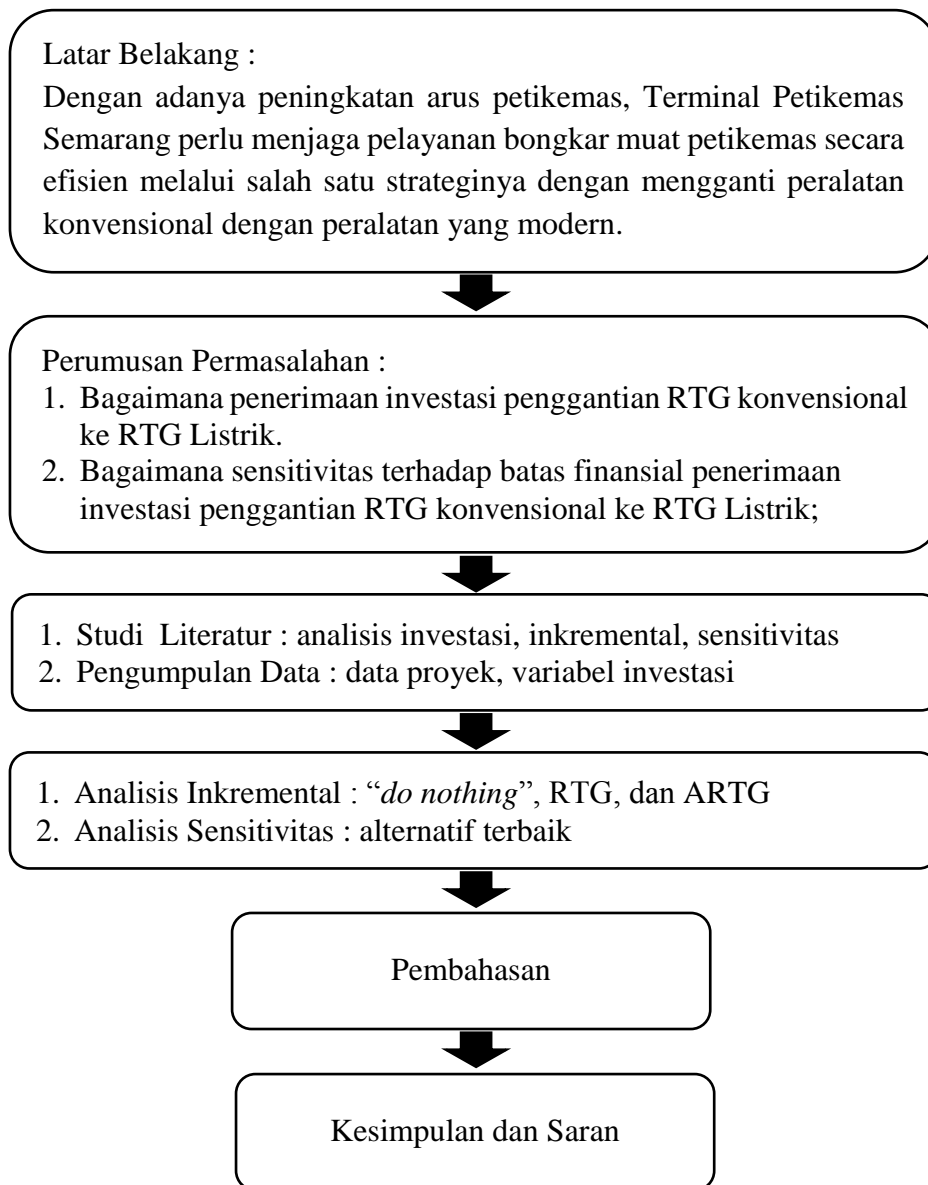 Latar Belakang :
Dengan adanya peningkatan arus petikemas, Terminal Petikemas
Semarang perlu menjaga pelayanan bongkar muat petikemas secara
efisien melalui salah satu strateginya dengan mengganti peralatan
konvensional dengan peralatan yang modern.
Perumusan Permasalahan :
1. Bagaimana penerimaan investasi penggantian RTG konvensional
ke RTG Listrik.
2. Bagaimana sensitivitas terhadap batas finansial penerimaan
investasi penggantian RTG konvensional ke RTG Listrik;
1. Studi Literatur : analisis investasi, inkremental, sensitivitas
2. Pengumpulan Data : data proyek, variabel investasi
1. Analisis Inkremental : “do nothing”, RTG, dan ARTG
2. Analisis Sensitivitas : alternatif terbaik
Pembahasan
Kesimpulan dan Saran